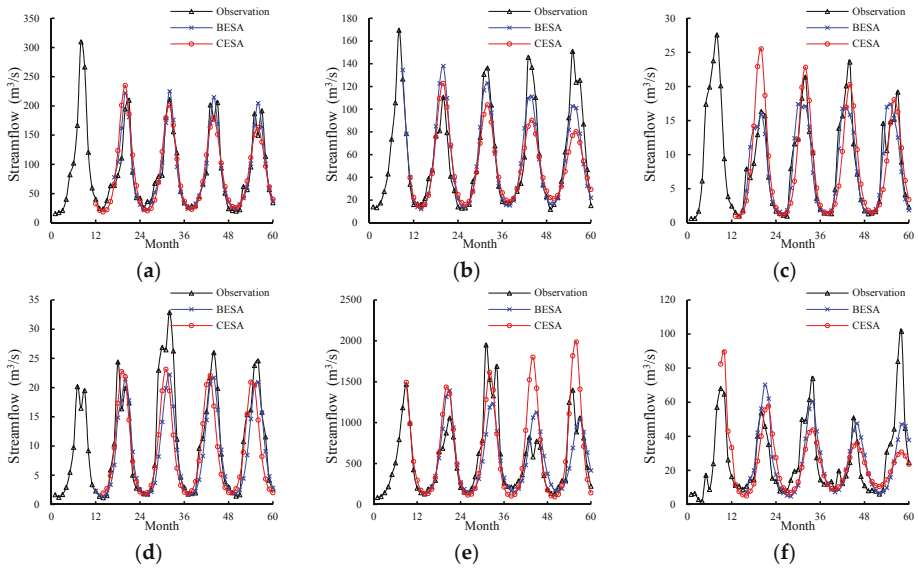 Observation
BESA
CESA
Streamflow (m³/s)
350
300
250
200
150
100
50
0
0 12 24 36 48 60
Month
(a)
Observation
BESA
CESA
Streamflow (m³/s)
180
160
140
120
100
80
60
40
20
0
0 12 24 36 48 60
Month
(b)
Observation
BESA
CESA
Streamflow (m³/s)
30
25
20
15
10
5
0
0 12 24 36 48 60
Month
(c)
Observation
BESA
CESA
Streamflow (m³/s)
35
30
25
20
15
10
5
0
0 12 24 36 48 60
Month
(d)
Observation
BESA
CESA
Streamflow (m³/s)
2500
2000
1500
1000
500
0
0 12 24 36 48 60
Month
(e)
Observation
BESA
CESA
Streamflow (m³/s)
120
100
80
60
40
20
0
0 12 24 36 48 60
Month
(f)